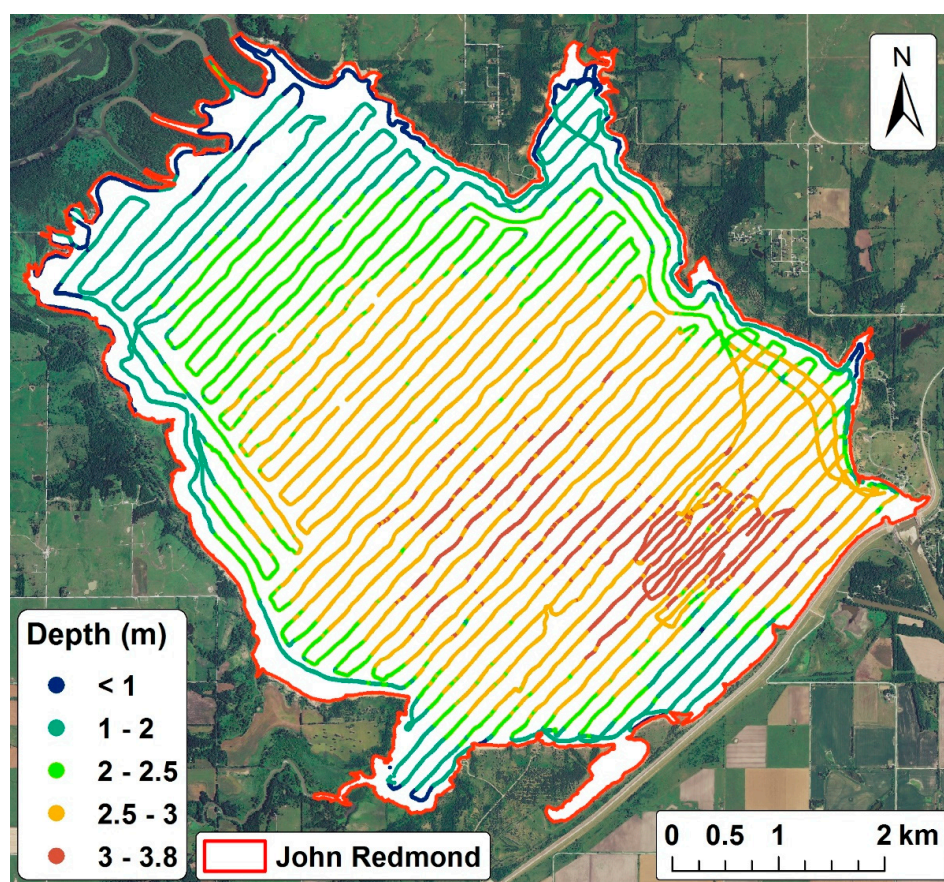 N
Depth (m)
< 1
1 - 2
2 - 2.5
2.5 - 3
3 - 3.8
John Redmond
0 0.5 1 2 km